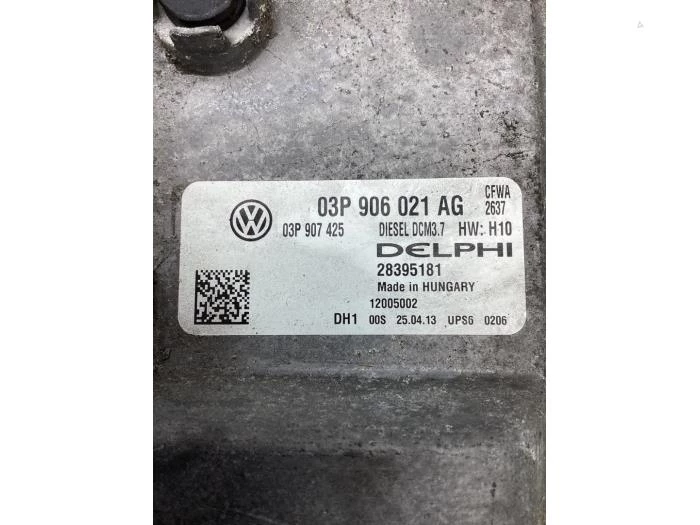 03P 906 021 AG CFWA
2637
03P 907 425 DIESEL DCM3.7 HW: H10
DELPHI
28395181
Made in HUNGARY
12005002
DH1 00S 25.04.13 UPS6 0206